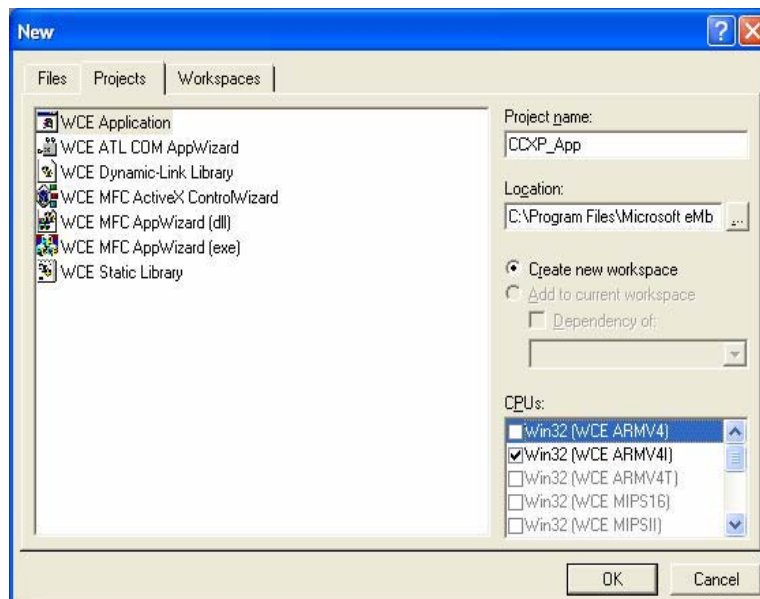 New
Files
Projects
Workspaces
WCE Application
WCE ATL COM AppWizard
WCE Dynamic-Link Library
WCE MFC ActiveX ControlWizard
WCE MFC AppWizard (dll)
WCE MFC AppWizard (exe)
WCE Static Library
Project name:
CCXP_App
Location:
C:\Program Files\Microsoft eMb
...
Create new workspace
Add to current workspace
Dependency of:
CPUs:
Win32 (WCE ARMV4)
Win32 (WCE ARMV4I)
Win32 (WCE ARMV4T)
Win32 (WCE MIPS16)
Win32 (WCE MIPSII)
OK
Cancel